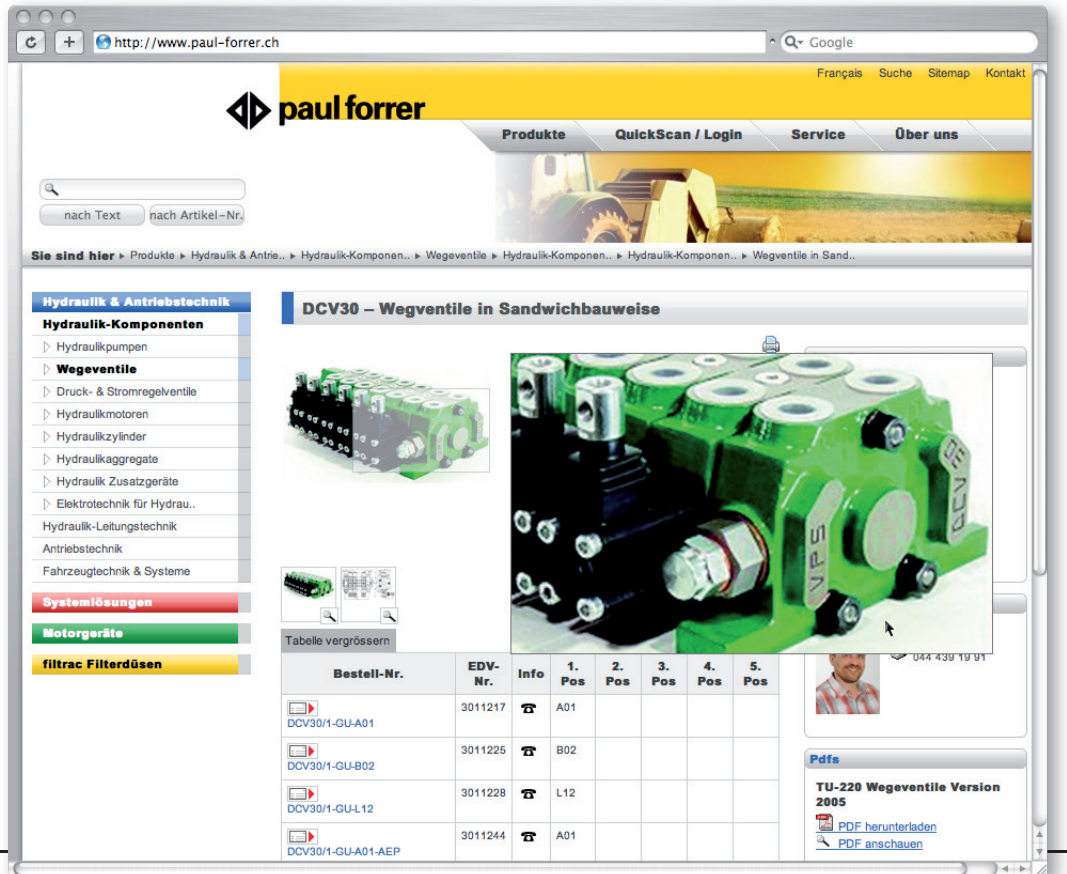 http://www.paul-forrer.ch
Google
Français Suche Sitemap Kontakt
paul forrer
Produkte QuickScan / Login Service Über uns
nach Text nach Artikel-Nr.
Sie sind hier Produkte Hydraulik & Antrie.. Hydraulik-Komponen.. Wegeventile Hydraulik-Komponen.. Hydraulik-Komponen.. Wegventile in Sand..
Hydraulik & Antriebstechnik
Hydraulik-Komponenten
Hydraulikpumpen
Wegeventile
Druck- & Stromregelventile
Hydraulikmotoren
Hydraulikzylinder
Hydraulikaggregate
Hydraulik Zusatzgeräte
Elektrotechnik für Hydrau..
Hydraulik-Leitungstechnik
Antriebstechnik
Fahrzeugtechnik & Systeme
Systemlösungen
Motorgeräte
filtrac Filterdüsen
DCV30 – Wegventile in Sandwichbauweise
VPS
DCV
Tabelle vergrössern
Bestell-Nr. EDV-Nr. Info 1. Pos 2. Pos 3. Pos 4. Pos 5. Pos
DCV30/1-GU-A01 3011217 A01
DCV30/1-GU-B02 3011225 B02
DCV30/1-GU-L12 3011228 L12
DCV30/1-GU-A01-AEP 3011244 A01
044 439 19 91
Pdfs
TU-220 Wegeventile Version
2005
PDF herunterladen
PDF anschauen